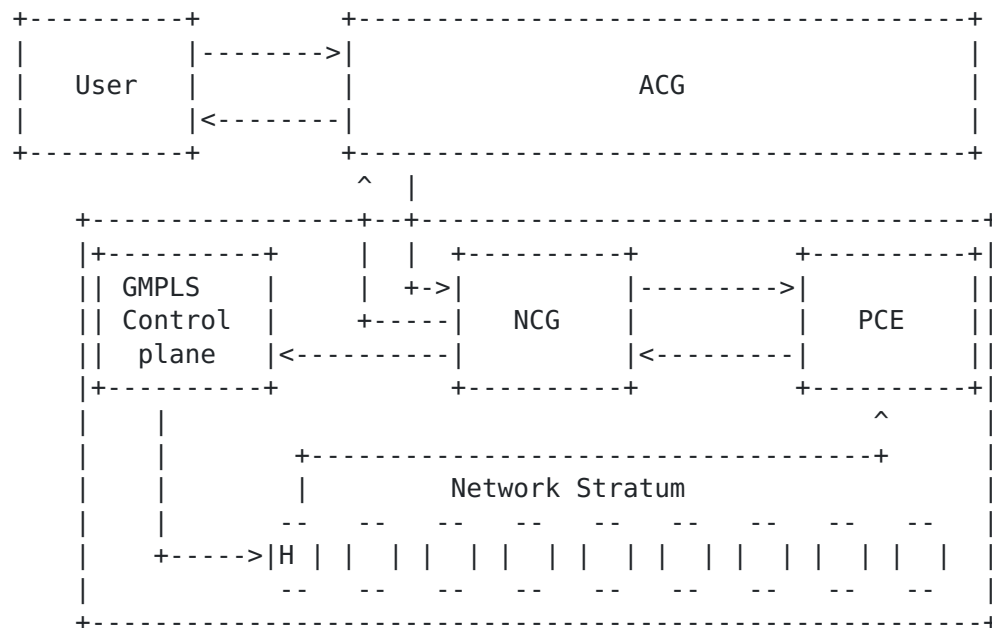 User ACG
GMPLS
Control NCG PCE
plane
Network Stratum
H